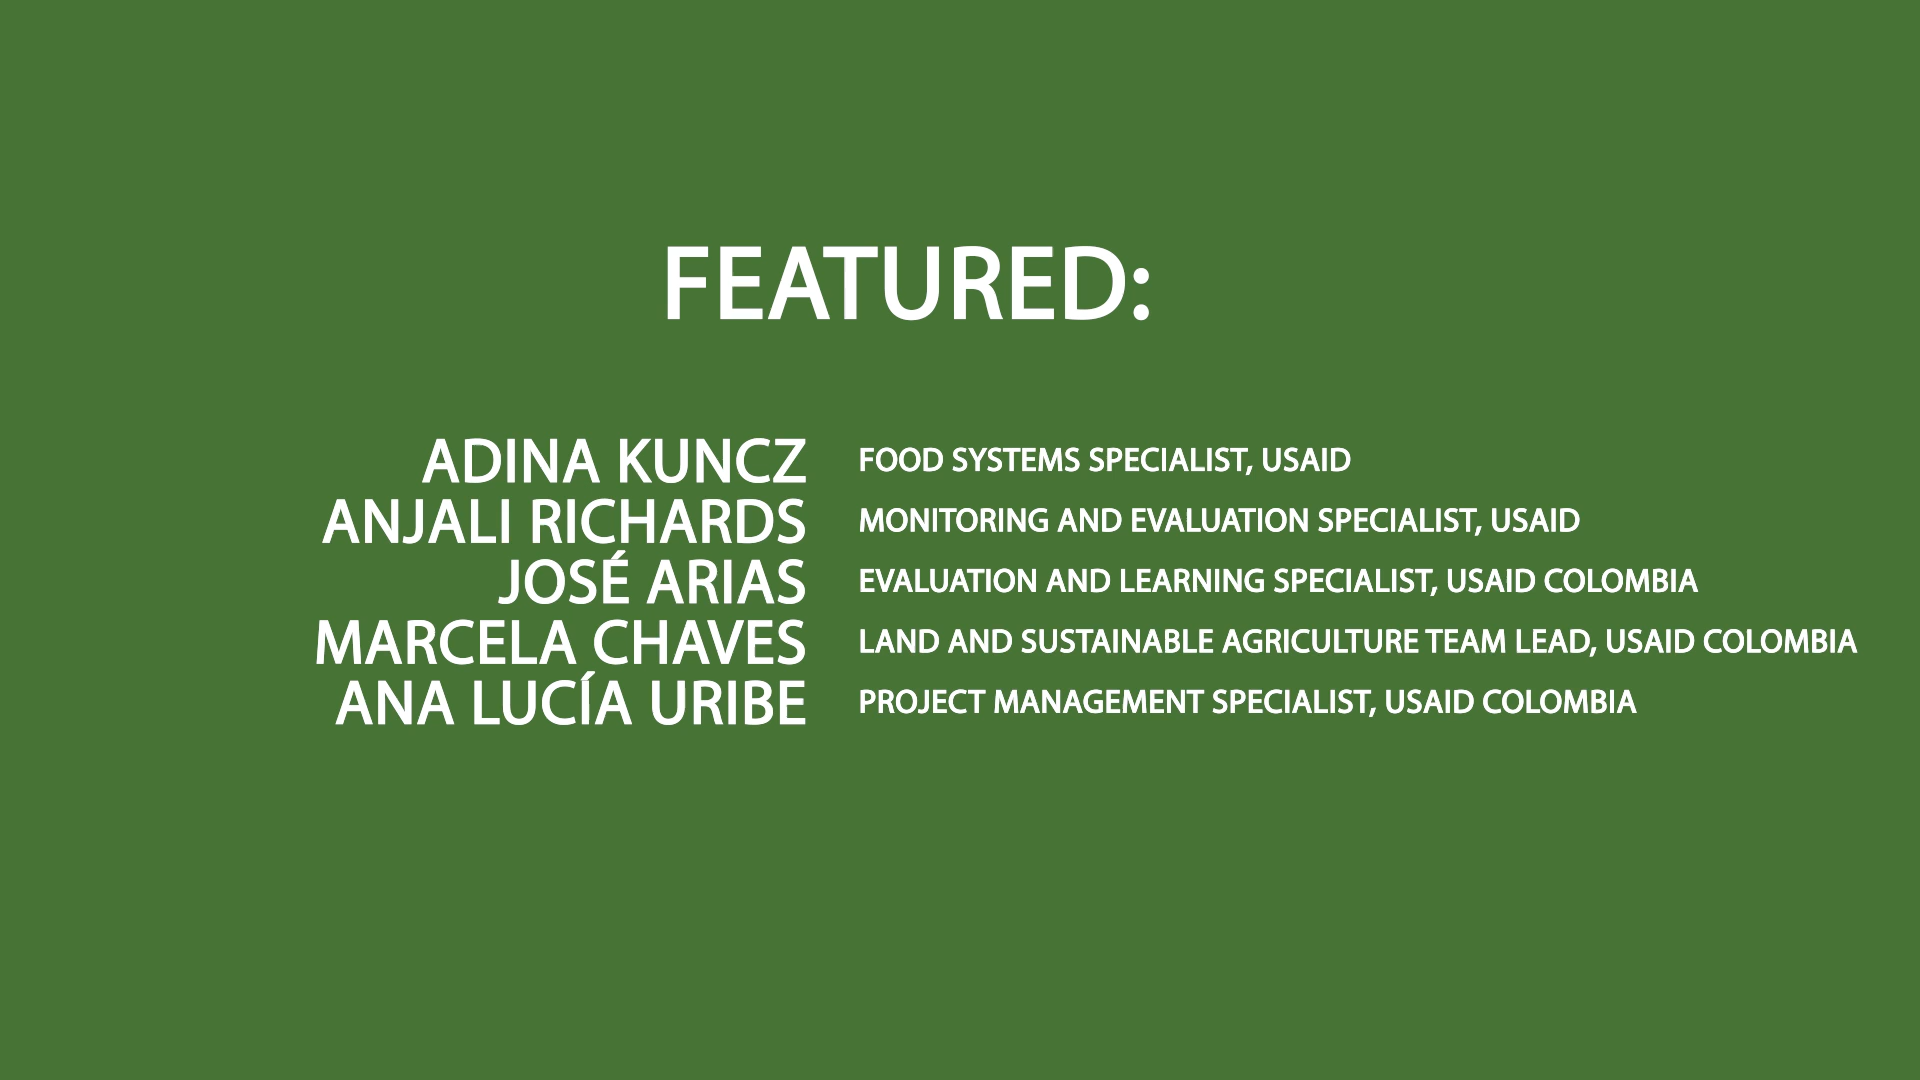 FEATURED:
ADINA KUNCZ FOOD SYSTEMS SPECIALIST, USAID
ANJALI RICHARDS MONITORING AND EVALUATION SPECIALIST, USAID
JOSÉ ARIAS EVALUATION AND LEARNING SPECIALIST, USAID COLOMBIA
MARCELA CHAVES LAND AND SUSTAINABLE AGRICULTURE TEAM LEAD, USAID COLOMBIA
ANA LUCÍA URIBE PROJECT MANAGEMENT SPECIALIST, USAID COLOMBIA